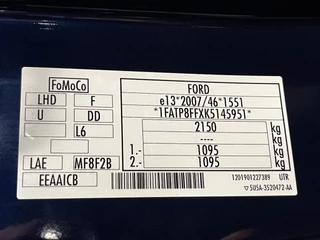 FoMoCo
LHD F
U DD
L6
LAE MF8F2B
EEAAICB
FORD
e13*2007/46*1551
*1FATP8FFXK5145951*
2150 kg
kg
1.- 1095 kg
2.- 1095 kg
1201901227389 UTR
5U5A-3520472-AA